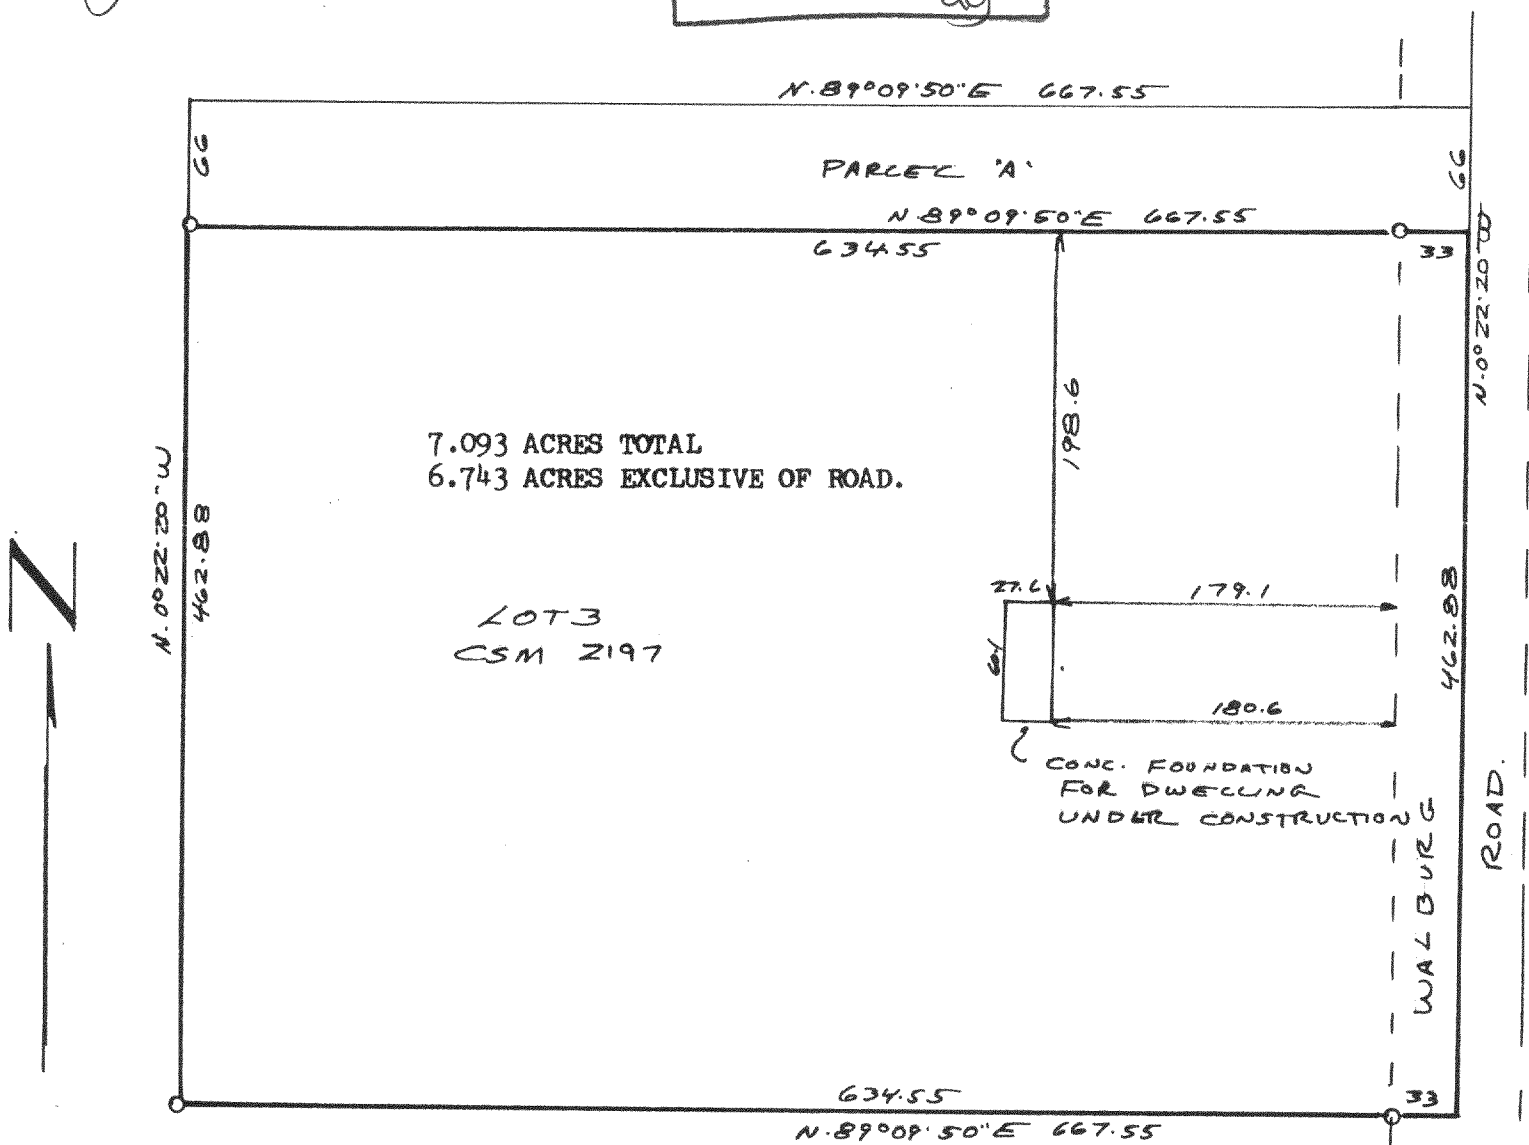 N.89°09'50"E 667.55
66
PARCEL 'A'
66
N.89°09'50"E 667.55
634.55
33
N.0°22'20"W
198.6
7.093 ACRES TOTAL
6.743 ACRES EXCLUSIVE OF ROAD.
N.0°22'20"W
462.88
N
LOT 3
CSM 2197
27.6
179.1
462.88
180.6
CONC. FOUNDATION
FOR DWELLING
UNDER CONSTRUCTION
WALBURG
ROAD.
634.55
33
N.89°09'50"E 667.55